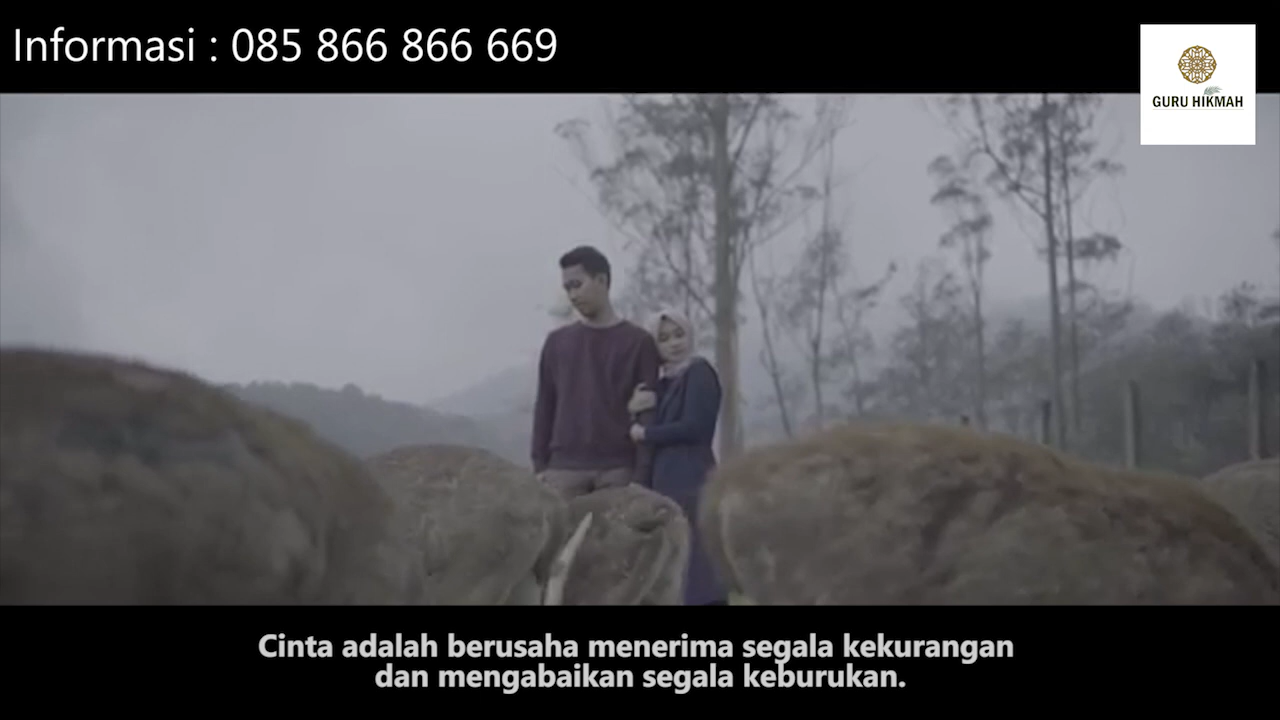 Informasi : 085 866 866 669
GURU HIKMAH
Cinta adalah berusaha menerima segala kekurangan
dan mengabaikan segala keburukan.